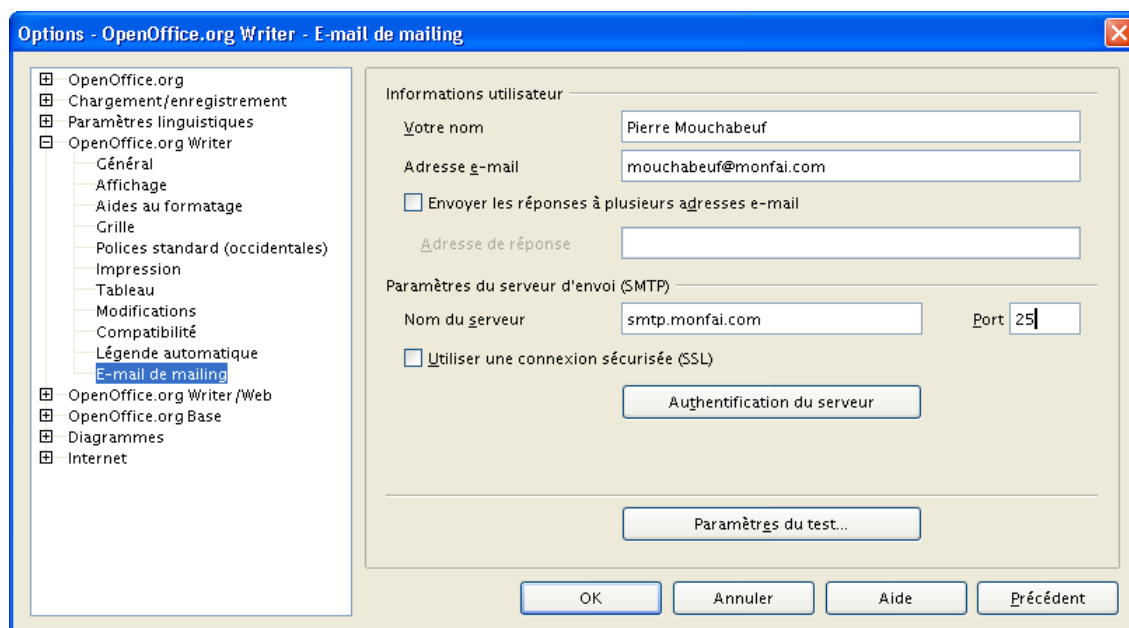 Options - OpenOffice.org Writer - E-mail de mailing
OpenOffice.org
Chargement/enregistrement
Paramètres linguistiques
OpenOffice.org Writer
Général
Affichage
Aides au formatage
Grille
Polices standard (occidentales)
Impression
Tableau
Modifications
Compatibilité
Légende automatique
E-mail de mailing
OpenOffice.org Writer/Web
OpenOffice.org Base
Diagrammes
Internet
Informations utilisateur
Votre nom Pierre Mouchabeuf
Adresse e-mail mouchabeuf@monfai.com
Envoyer les réponses à plusieurs adresses e-mail
Adresse de réponse
Paramètres du serveur d'envoi (SMTP)
Nom du serveur smtp.monfai.com Port 25
Utiliser une connexion sécurisée (SSL)
Authentification du serveur
Paramètres du test...
OK Annuler Aide Précédent